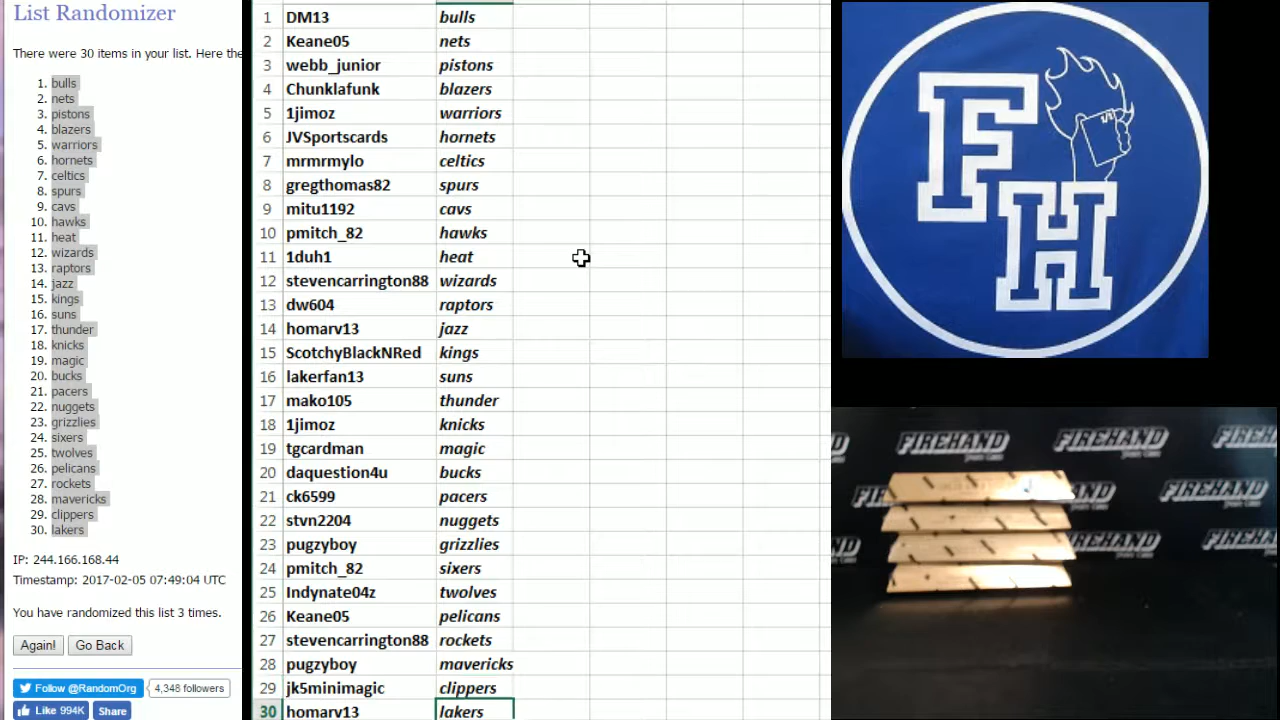 List Randomizer
There were 30 items in your list. Here the
1. bulls
2. nets
3. pistons
4. blazers
5. warriors
6. hornets
7. celtics
8. spurs
9. cavs
10. hawks
11. heat
12. wizards
13. raptors
14. jazz
15. kings
16. suns
17. thunder
18. knicks
19. magic
20. bucks
21. pacers
22. nuggets
23. grizzlies
24. sixers
25. twolves
26. pelicans
27. rockets
28. mavericks
29. clippers
30. lakers
IP: 244.166.168.44
Timestamp: 2017-02-05 07:49:04 UTC
You have randomized this list 3 times.
Again! Go Back
Follow @RandomOrg 4,348 followers
Like 994K Share
1 DM13 bulls
2 Keane05 nets
3 webb_junior pistons
4 Chunklafunk blazers
5 1jimoz warriors
6 JVSportscards hornets
7 mrmrmylo celtics
8 gregthomas82 spurs
9 mitu1192 cavs
10 pmitch_82 hawks
11 1duh1 heat
12 stevencarrington88 wizards
13 dw604 raptors
14 homarv13 jazz
15 ScotchyBlackNRed kings
16 lakerfan13 suns
17 mako105 thunder
18 1jimoz knicks
19 tgcardman magic
20 daquestion4u bucks
21 ck6599 pacers
22 stvn2204 nuggets
23 pugzyboy grizzlies
24 pmitch_82 sixers
25 Indynate04z twolves
26 Keane05 pelicans
27 stevencarrington88 rockets
28 pugzyboy mavericks
29 jk5minimagic clippers
30 homarv13 lakers
FH
FIREHAND FIREHAND FIREH
FIREHAND
FIREHAND FIREHAND